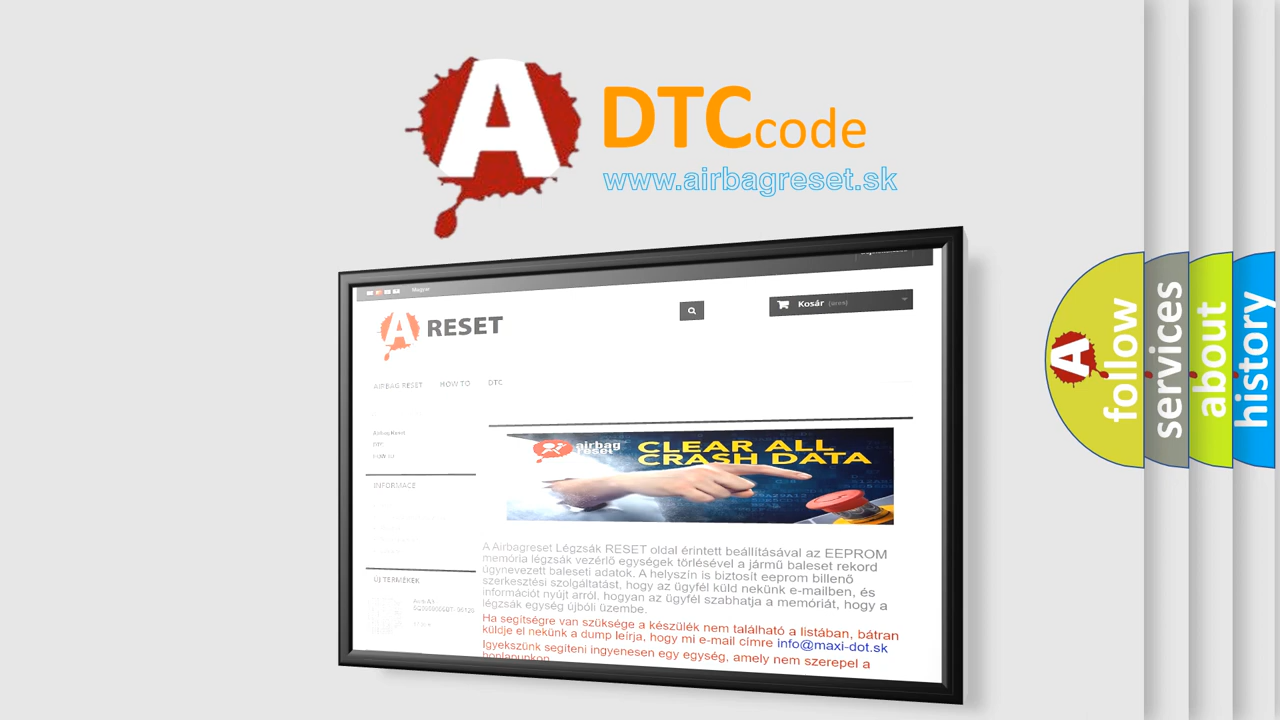 A
DTC code
www.airbagreset.sk
Magyar
A RESET
Kosár
AIRBAG RESET HOW TO DTC
INFORMACE
airbag
reset
CLEAR ALL
CRASH DATA
A Airbagreset Légzsák RESET oldal érintett beállításával az EEPROM
memória légzsák vezérlő egységek törlésével a jármű baleset rekord
úgynevezett baleseti adatok. A helyszín is biztosít eeprom billenő
szerkesztési szolgáltatást, hogy az ügyfél küld nekünk e-mailben, és
információt nyújt arról, hogyan az ügyfél szabhatja a memóriát, hogy a
légzsák egység újbóli üzembe.
Ha segítségre van szüksége a készülék nem található a listában, bátran
küldje el nekünk a dump leírja, hogy mi e-mail címre info@maxi-dot.sk
Igyekszünk segíteni ingyenesen egy egység, amely nem szerepel a
honlapunkon
ÚJ TERMÉKEK
A
follow
services
about
history